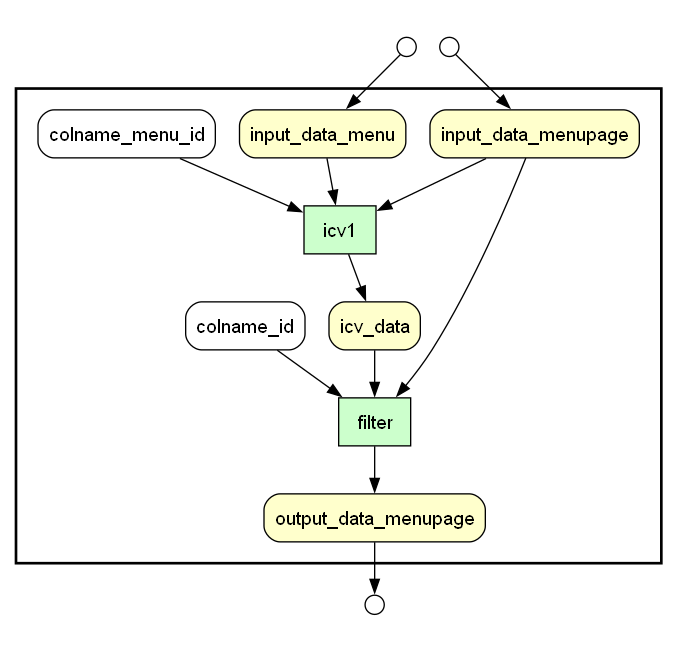 colname_menu_id
input_data_menu
input_data_menupage
icv1
colname_id
icv_data
filter
output_data_menupage